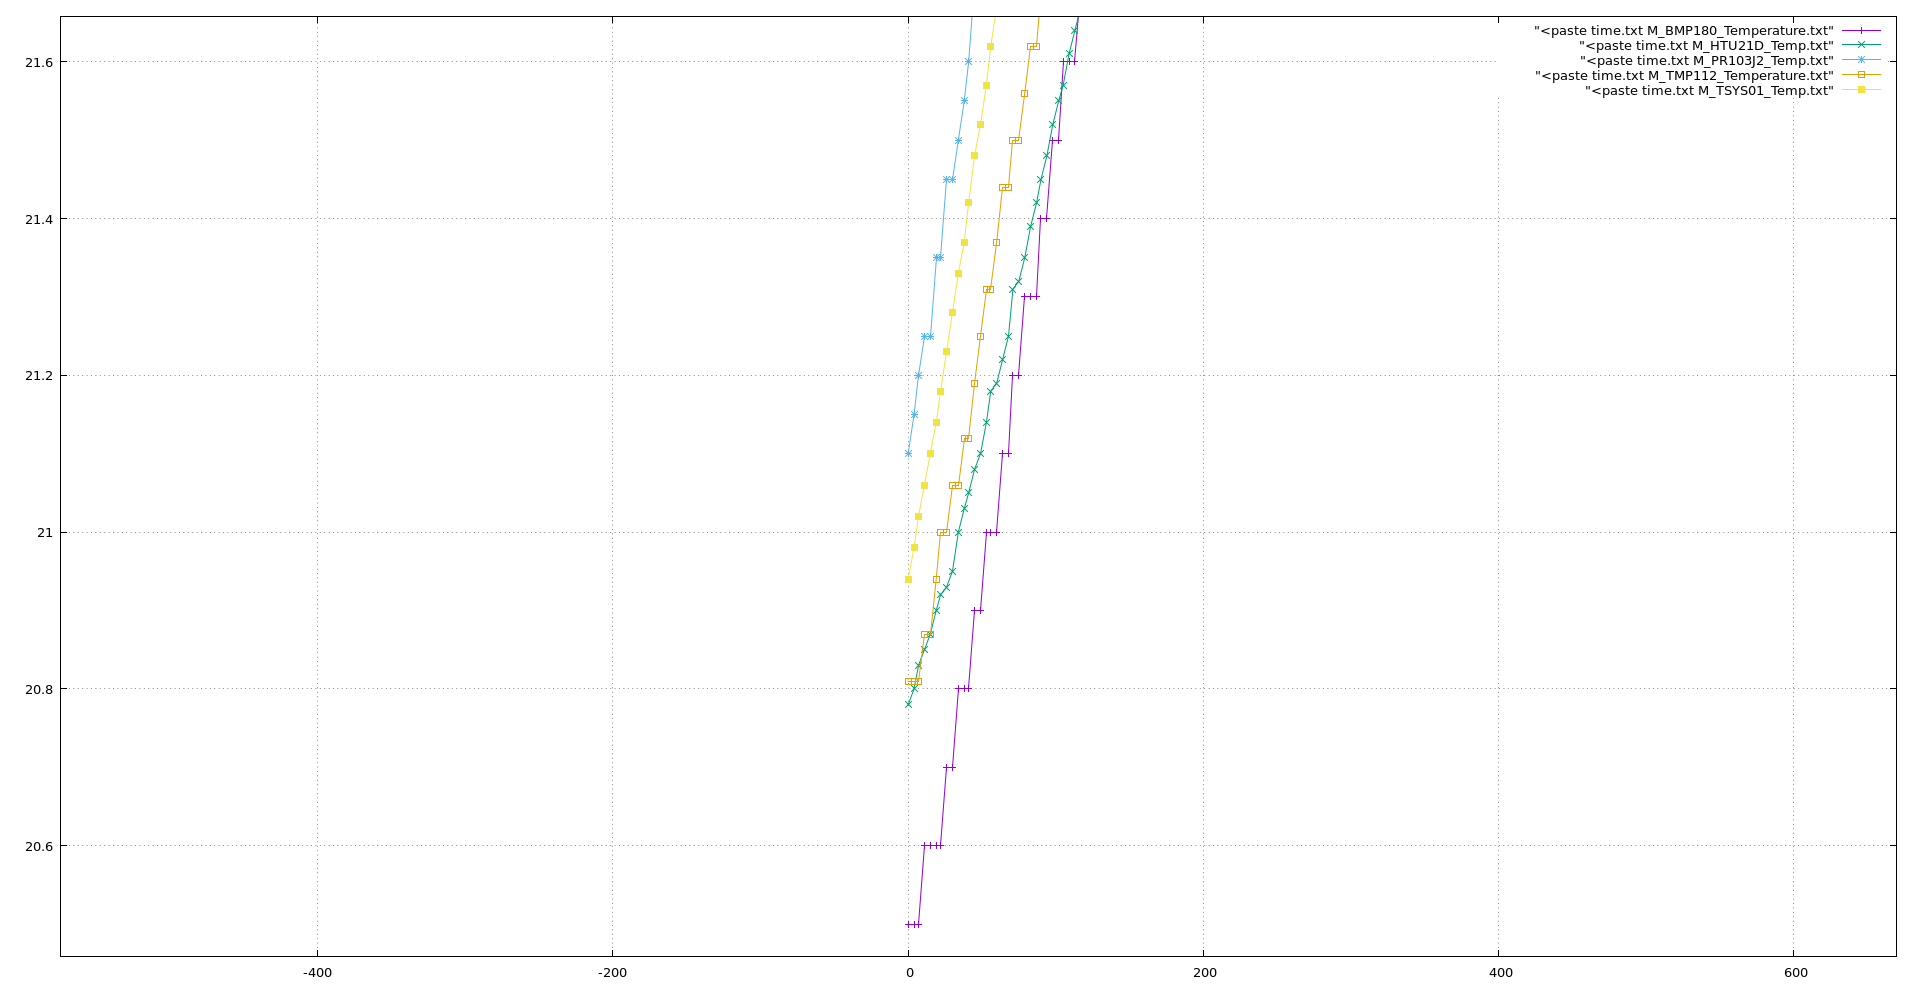 "<paste time.txt M_BMP180_Temperature.txt"
"<paste time.txt M_HTU21D_Temp.txt"
"<paste time.txt M_PR103J2_Temp.txt"
"<paste time.txt M_TMP112_Temperature.txt"
"<paste time.txt M_TSYS01_Temp.txt"
21.6
21.4
21.2
21
20.8
20.6
-400 -200 0 200 400 600